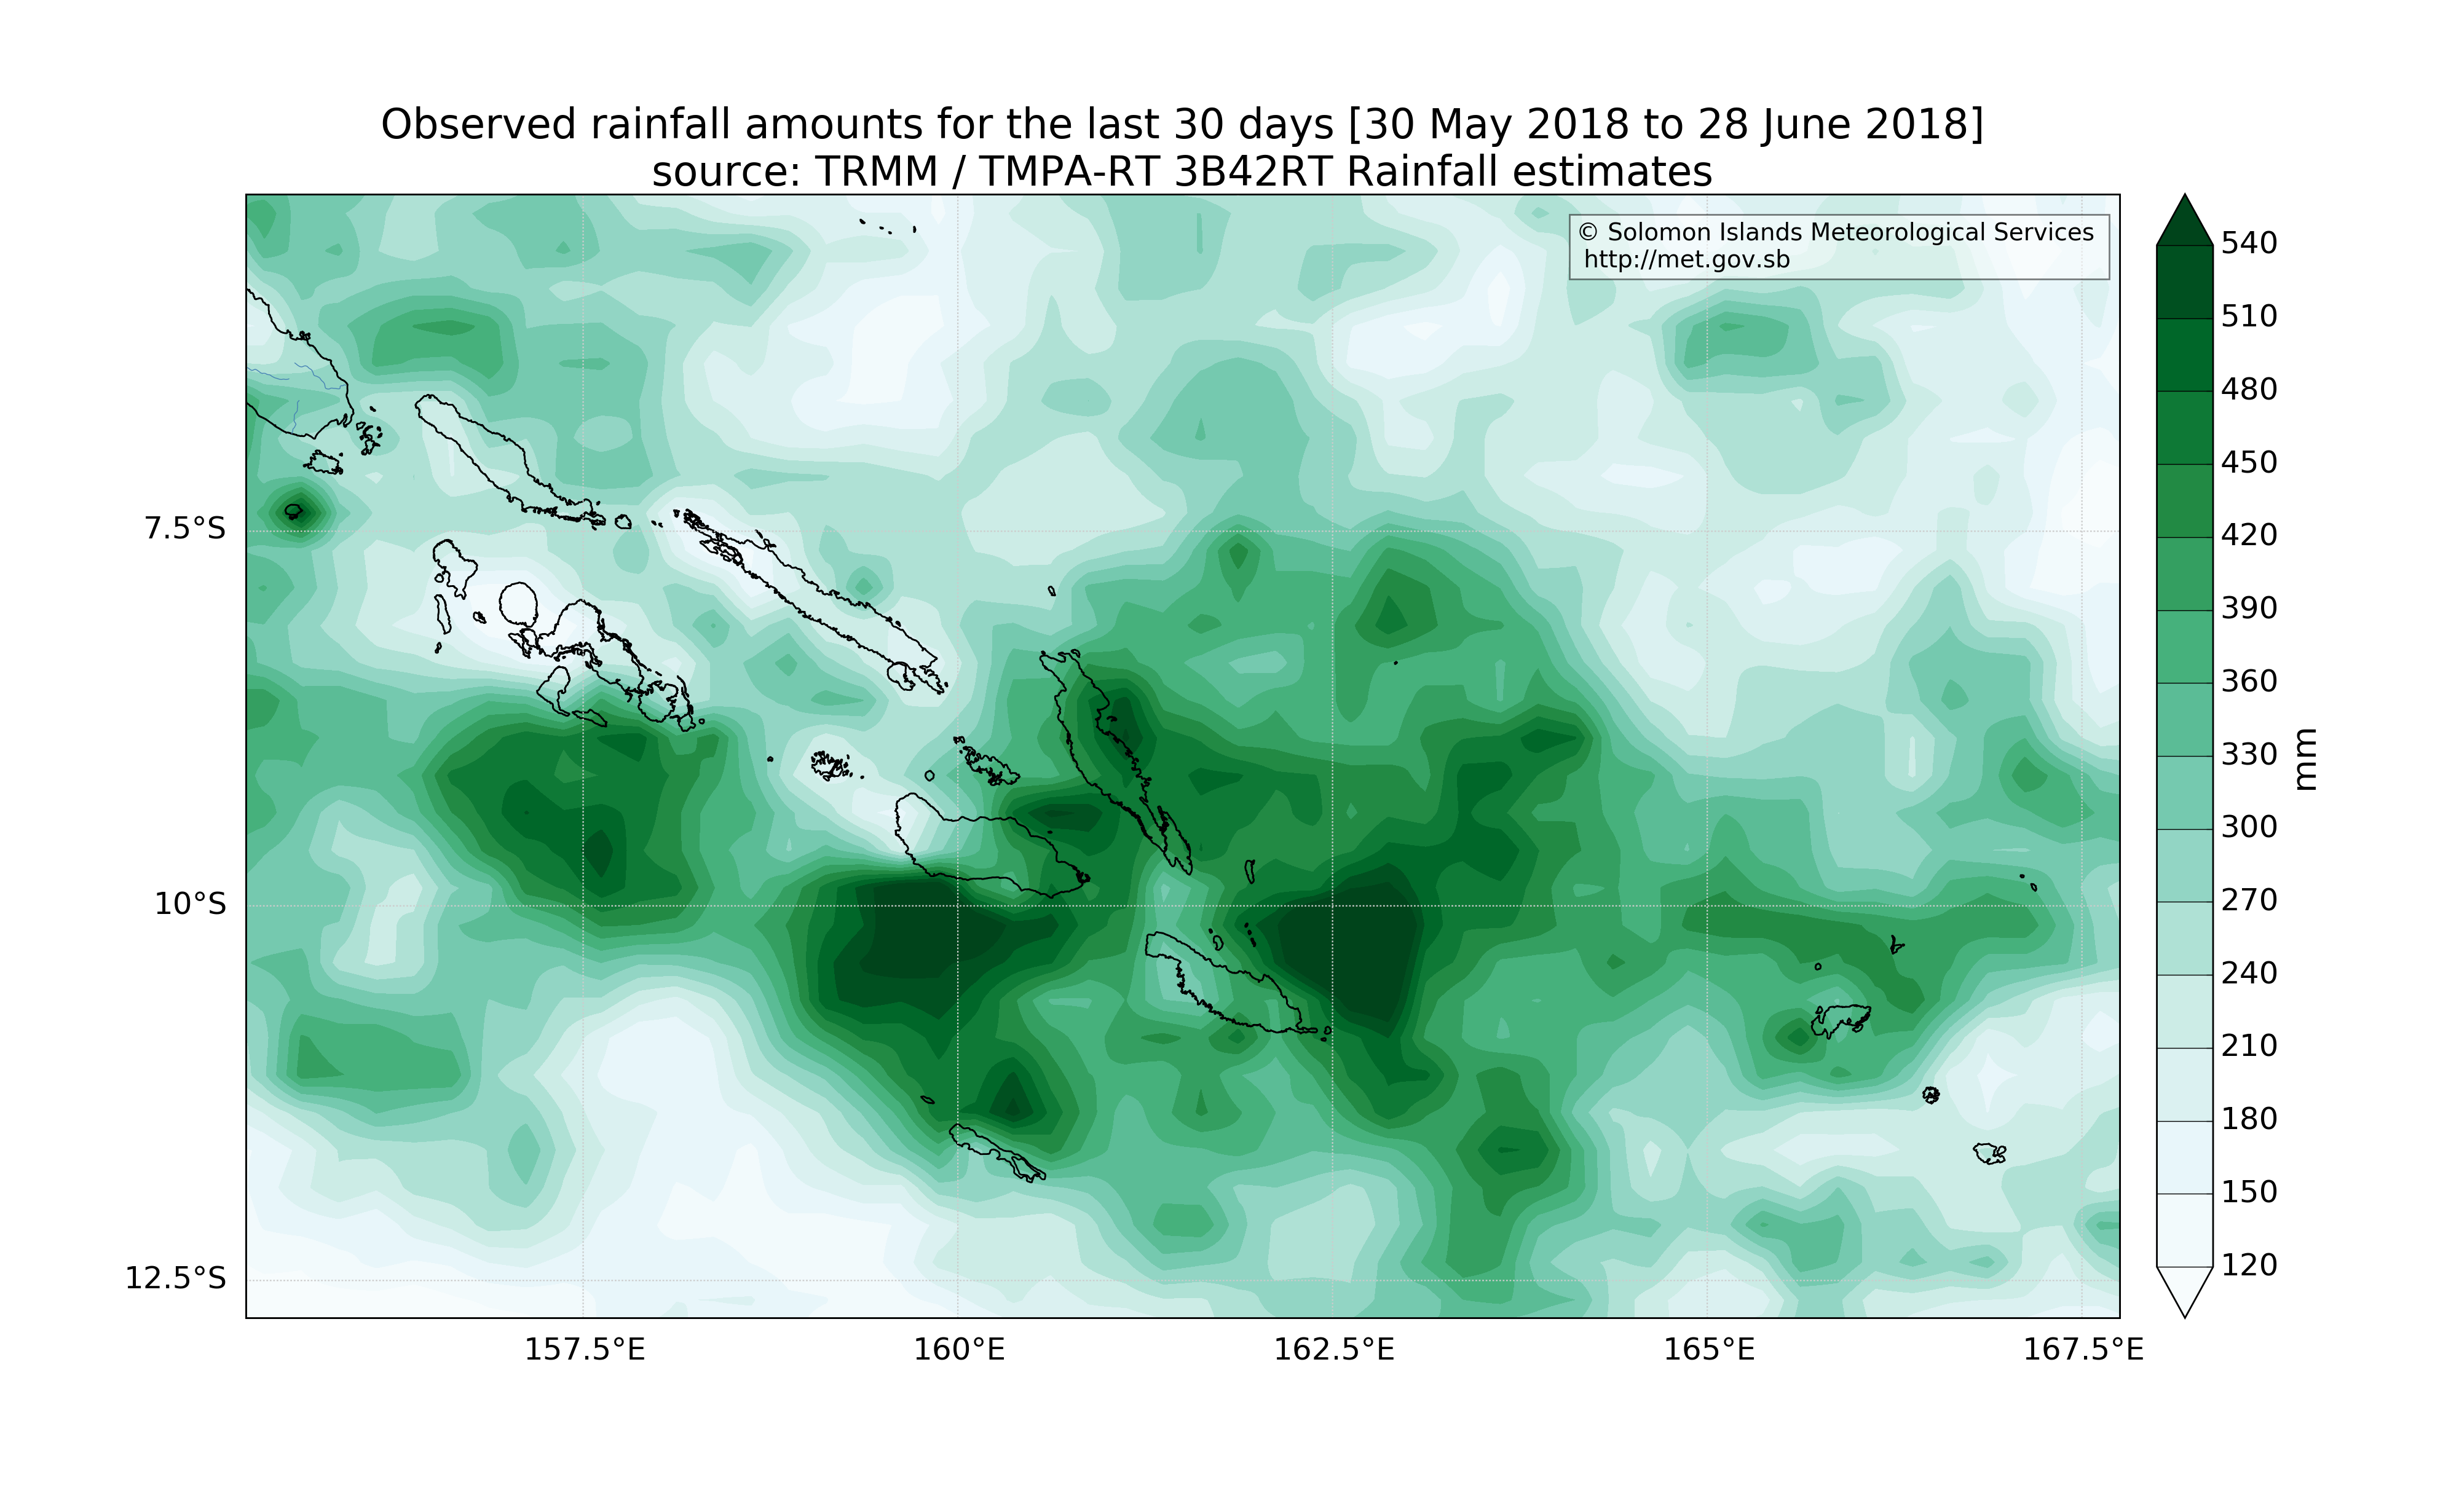 Observed rainfall amounts for the last 30 days [30 May 2018 to 28 June 2018]
source: TRMM / TMPA-RT 3B42RT Rainfall estimates
© Solomon Islands Meteorological Services
http://met.gov.sb
7.5°S
10°S
12.5°S
157.5°E
160°E
162.5°E
165°E
167.5°E
540
510
480
450
420
390
360
330
300
270
240
210
180
150
120
mm